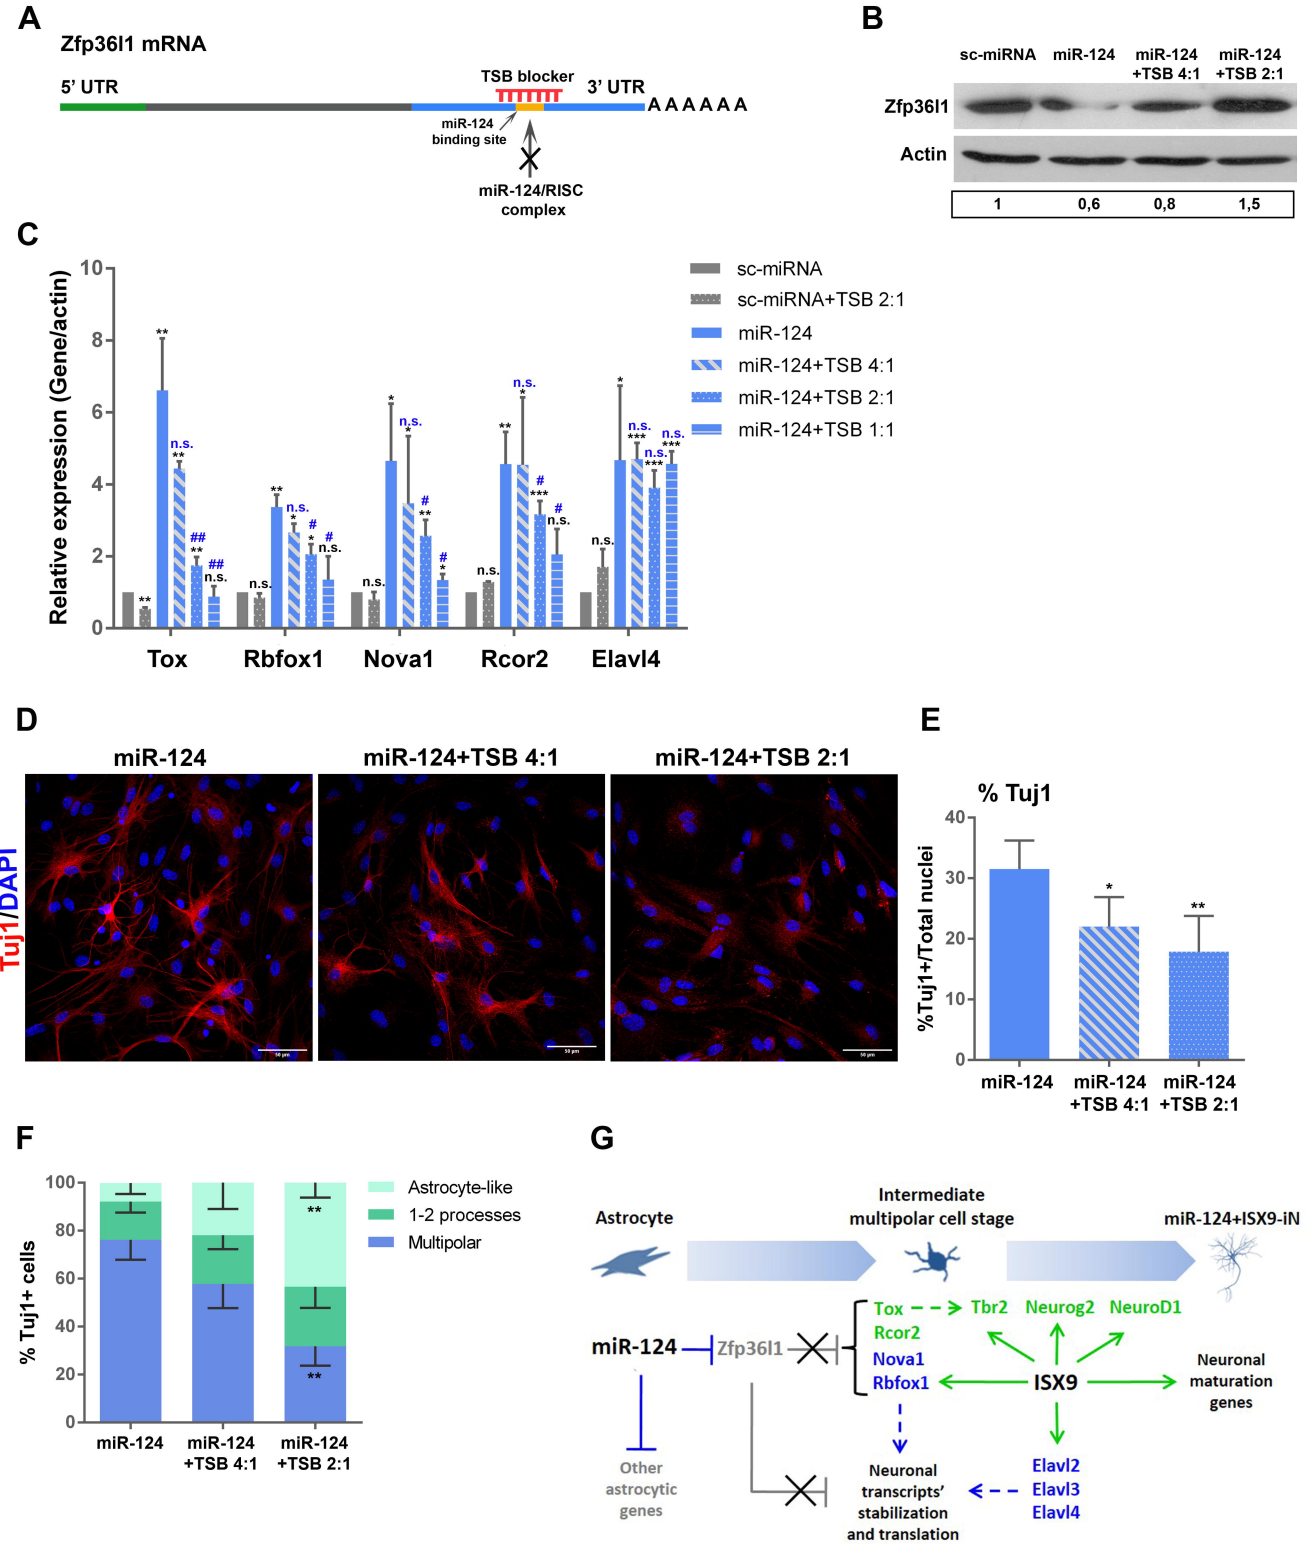 A
Zfp36l1 mRNA
5' UTR
TSB blocker
3' UTR
AAAAAA
miR-124
binding site
miR-124/RISC
complex
B
sc-miRNA
miR-124
miR-124
+TSB 4:1
miR-124
+TSB 2:1
Zfp36l1
Actin
1
0,6
0,8
1,5
C
Relative expression (Gene/actin)
10
8
6
4
2
0
**
**
n.s.
**
##
**
##
n.s.
n.s.
**
n.s.
*
#
*
#
n.s.
n.s.
*
n.s.
*
#
**
#
*
n.s.
**
n.s.
*
#
***
#
n.s.
n.s.
*
n.s.
***
n.s.
***
n.s.
***
Tox
Rbfox1
Nova1
Rcor2
Elavl4
sc-miRNA
sc-miRNA+TSB 2:1
miR-124
miR-124+TSB 4:1
miR-124+TSB 2:1
miR-124+TSB 1:1
D
miR-124
miR-124+TSB 4:1
miR-124+TSB 2:1
Tuj1/DAPI
50 µm
50 µm
50 µm
E
% Tuj1
%Tuj1+/Total nuclei
40
30
20
10
0
*
**
miR-124
miR-124
+TSB 4:1
miR-124
+TSB 2:1
F
% Tuj1+ cells
100
80
60
40
20
0
**
**
miR-124
miR-124
+TSB 4:1
miR-124
+TSB 2:1
Astrocyte-like
1-2 processes
Multipolar
G
Astrocyte
Intermediate
multipolar cell stage
miR-124+ISX9-iN
miR-124
Zfp36l1
Tox
Rcor2
Nova1
Rbfox1
Tbr2
Neurog2
NeuroD1
ISX9
Neuronal
maturation
genes
Other
astrocytic
genes
Neuronal
transcripts'
stabilization
and translation
Elavl2
Elavl3
Elavl4